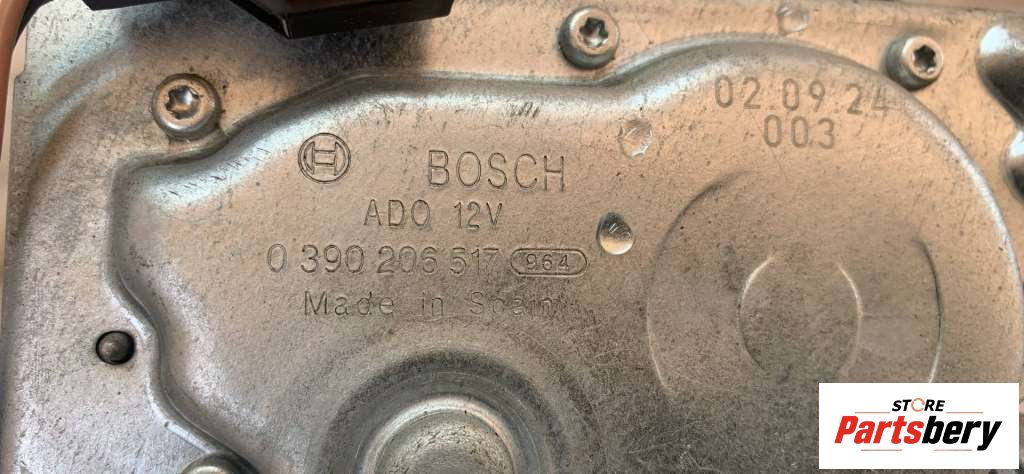 02.09.24
003
BOSCH
ADO 12V
0 390 206 517 964
Made in Spain
STORE
Partsbery